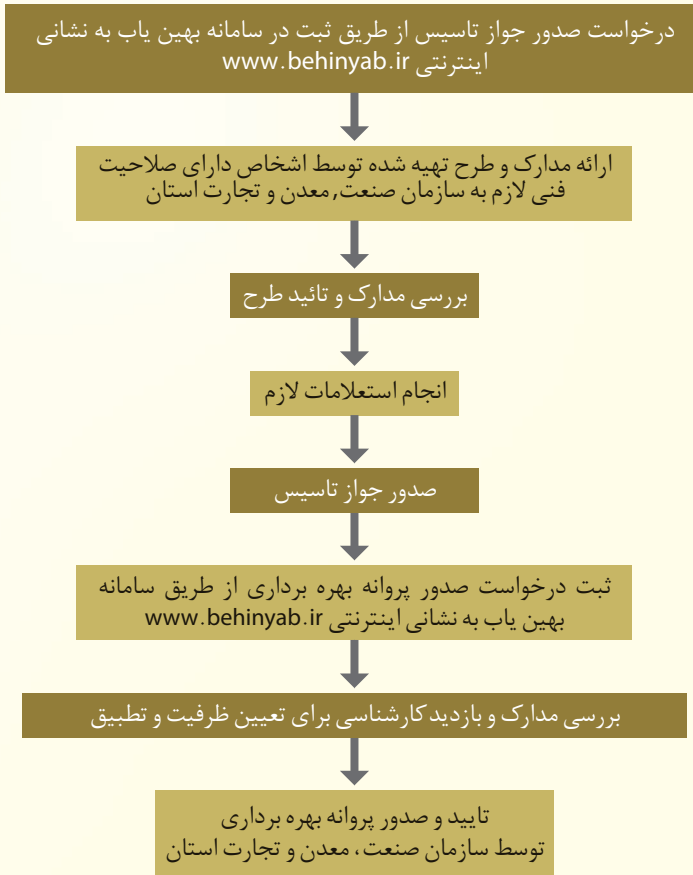 درخواست صدور جواز تاسیس از طریق ثبت در سامانه بهین یاب به نشانی
اینترنتی www.behinyab.ir
ارائه مدارک و طرح تهیه شده توسط اشخاص دارای صلاحیت
فنی لازم به سازمان صنعت, معدن و تجارت استان
بررسی مدارک و تائید طرح
انجام استعلامات لازم
صدور جواز تاسیس
ثبت درخواست صدور پروانه بهره برداری از طریق سامانه
بهین یاب به نشانی اینترنتی www.behinyab.ir
بررسی مدارک و بازدید کارشناسی برای تعیین ظرفیت و تطبیق
تایید و صدور پروانه بهره برداری
توسط سازمان صنعت، معدن و تجارت استان